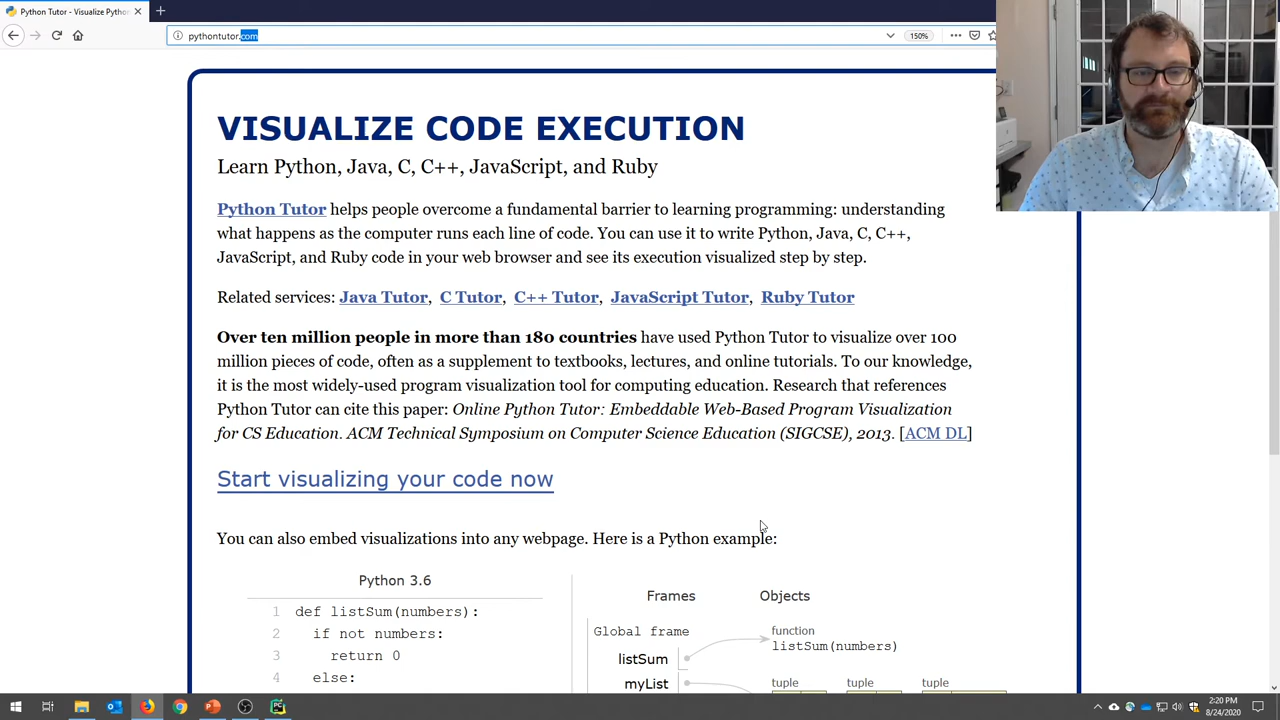 Python Tutor - Visualize Python
pythontutor.com
150%
VISUALIZE CODE EXECUTION
Learn Python, Java, C, C++, JavaScript, and Ruby
Python Tutor helps people overcome a fundamental barrier to learning programming: understanding
what happens as the computer runs each line of code. You can use it to write Python, Java, C, C++,
JavaScript, and Ruby code in your web browser and see its execution visualized step by step.
Related services: Java Tutor, C Tutor, C++ Tutor, JavaScript Tutor, Ruby Tutor
Over ten million people in more than 180 countries have used Python Tutor to visualize over 100
million pieces of code, often as a supplement to textbooks, lectures, and online tutorials. To our knowledge,
it is the most widely-used program visualization tool for computing education. Research that references
Python Tutor can cite this paper: Online Python Tutor: Embeddable Web-Based Program Visualization
for CS Education. ACM Technical Symposium on Computer Science Education (SIGCSE), 2013. [ACM DL]
Start visualizing your code now
You can also embed visualizations into any webpage. Here is a Python example:
Python 3.6
1 def listSum(numbers):
2 if not numbers:
3 return 0
4 else:
Frames Objects
Global frame
function
listSum(numbers)
listSum
myList
tuple tuple tuple
2:20 PM
8/24/2020